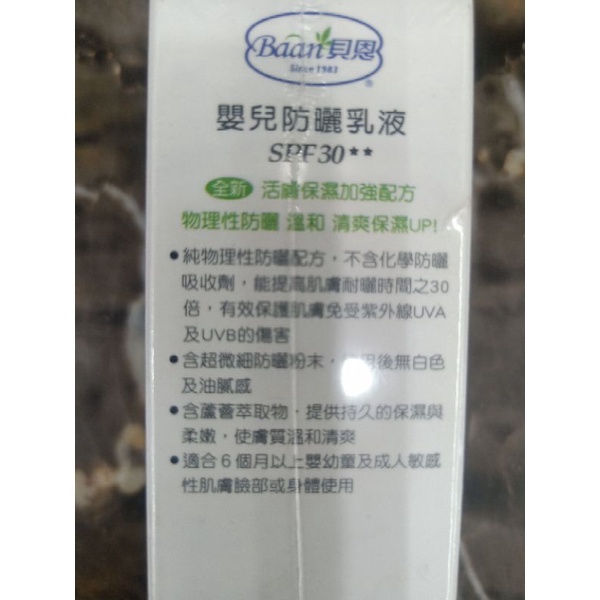 Baan貝恩
Since 1983
®
嬰兒防曬乳液
SPF30★★
全新 活膚保濕加強配方
物理性防曬 溫和 清爽保濕UP!
●純物理性防曬配方，不含化學防曬
吸收劑，能提高肌膚耐曬時間之30
倍，有效保護肌膚免受紫外線UVA
及UVB的傷害
●含超微細防曬粉末，用後無白色
及油膩感
●含蘆薈萃取物，提供持久的保濕與
柔嫩，使膚質溫和清爽
●適合6個月以上嬰幼童及成人敏感
性肌膚臉部或身體使用